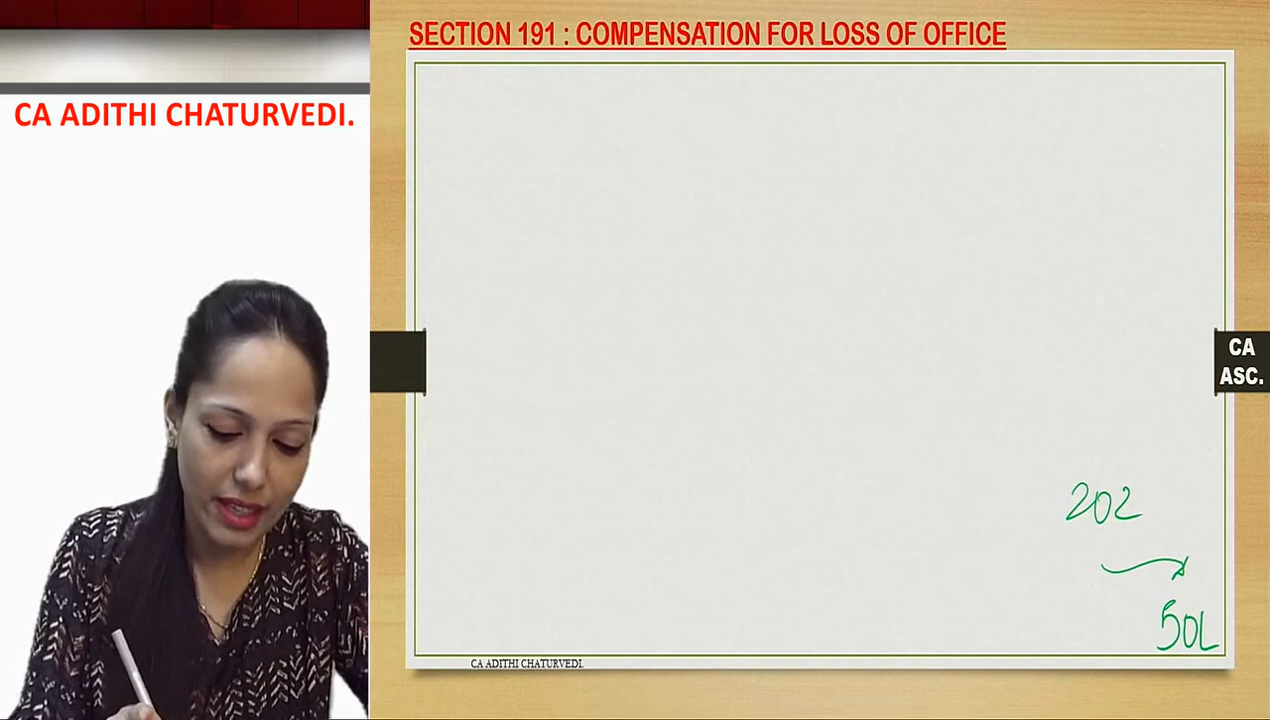 SECTION 191 : COMPENSATION FOR LOSS OF OFFICE
CA ADITHI CHATURVEDI.
CA
ASC.
202
50L
CA ADITHI CHATURVEDI.